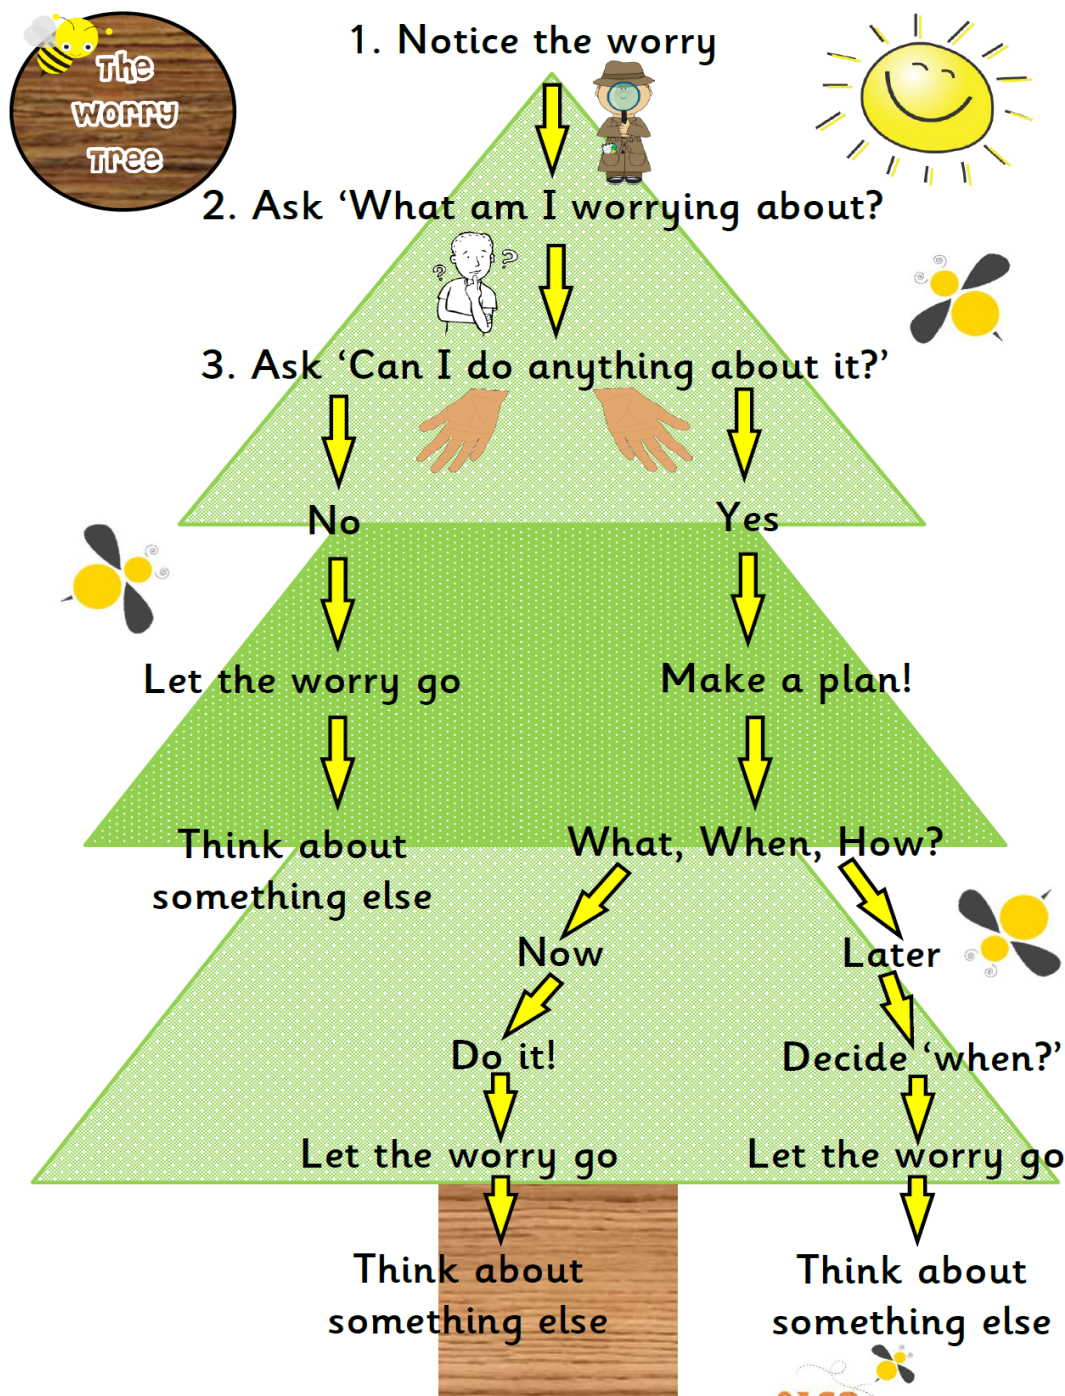 The
Worry
Tree
1. Notice the worry
2. Ask ‘What am I worrying about?
? ?
3. Ask ‘Can I do anything about it?’
No Yes
Let the worry go Make a plan!
Think about
something else
What, When, How?
Now Later
Do it! Decide ‘when?’
Let the worry go Let the worry go
Think about
something else
Think about
something else